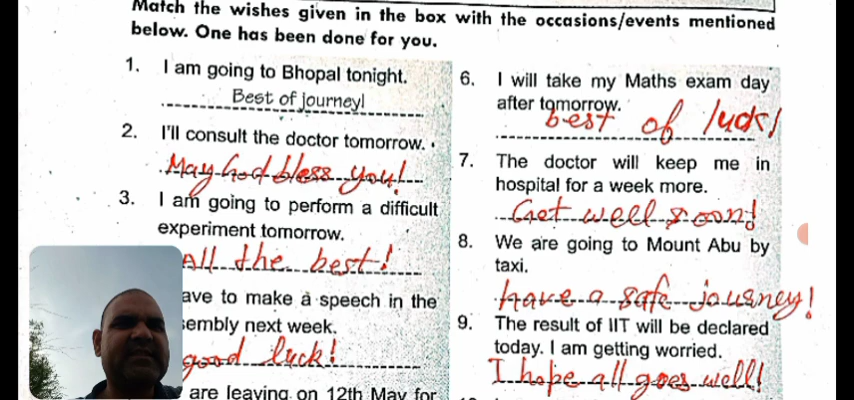 Match the wishes given in the box with the occasions/events mentioned
below. One has been done for you.
1. I am going to Bhopal tonight.
Best of journey!
2. I'll consult the doctor tomorrow.
May God bless you!
3. I am going to perform a difficult
experiment tomorrow.
All the best!
ave to make a speech in the
sembly next week.
good luck!
are leaving on 12th May for
6. I will take my Maths exam day
after tomorrow.
best of luck!
7. The doctor will keep me in
hospital for a week more.
Get well soon!
8. We are going to Mount Abu by
taxi.
have a safe journey!
9. The result of IIT will be declared
today. I am getting worried.
I hope all goes well!